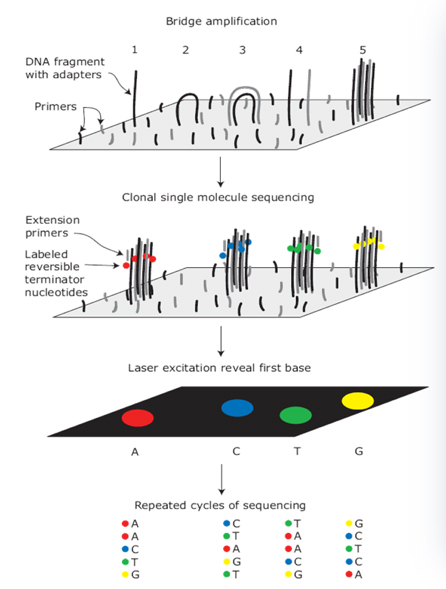 Bridge amplification
1 2 3 4 5
DNA fragment
with adapters
Primers
Clonal single molecule sequencing
Extension
primers
Labeled
reversible
terminator
nucleotides
Laser excitation reveal first base
A C T G
Repeated cycles of sequencing
A C T G
A T A C
C A A T
T G C C
G T G A